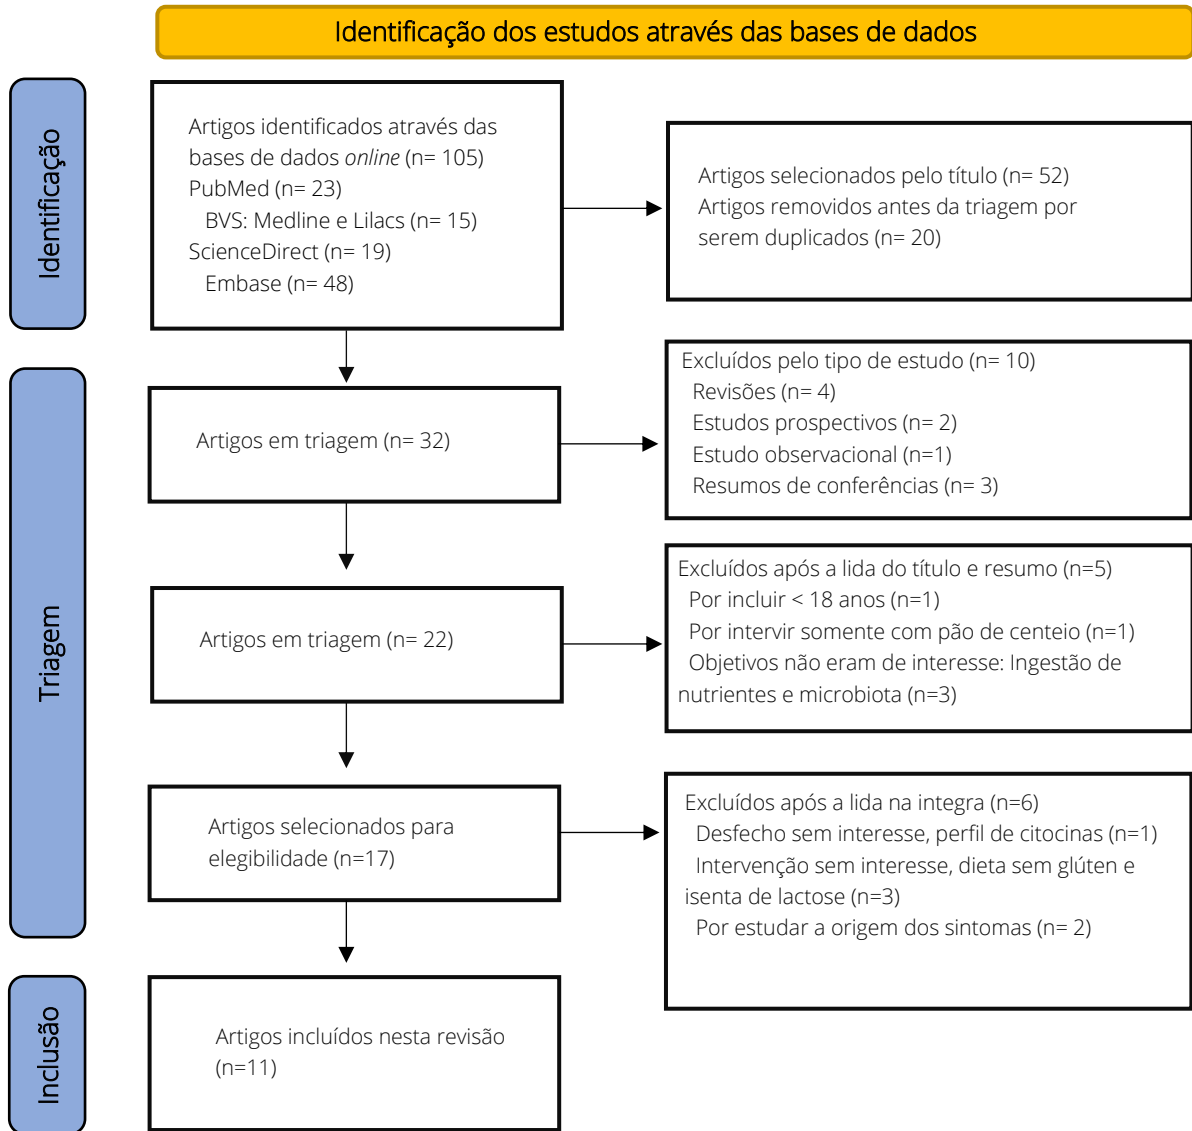 Identificação dos estudos através das bases de dados
Identificação
Artigos identificados através das
bases de dados online (n= 105)
PubMed (n= 23)
BVS: Medline e Lilacs (n= 15)
ScienceDirect (n= 19)
Embase (n= 48)
Artigos selecionados pelo título (n= 52)
Artigos removidos antes da triagem por
serem duplicados (n= 20)
Triagem
Artigos em triagem (n= 32)
Excluídos pelo tipo de estudo (n= 10)
Revisões (n= 4)
Estudos prospectivos (n= 2)
Estudo observacional (n=1)
Resumos de conferências (n= 3)
Artigos em triagem (n= 22)
Excluídos após a lida do título e resumo (n=5)
Por incluir < 18 anos (n=1)
Por intervir somente com pão de centeio (n=1)
Objetivos não eram de interesse: Ingestão de
nutrientes e microbiota (n=3)
Artigos selecionados para
elegibilidade (n=17)
Excluídos após a lida na integra (n=6)
Desfecho sem interesse, perfil de citocinas (n=1)
Intervenção sem interesse, dieta sem glúten e
isenta de lactose (n=3)
Por estudar a origem dos sintomas (n= 2)
Inclusão
Artigos incluídos nesta revisão
(n=11)